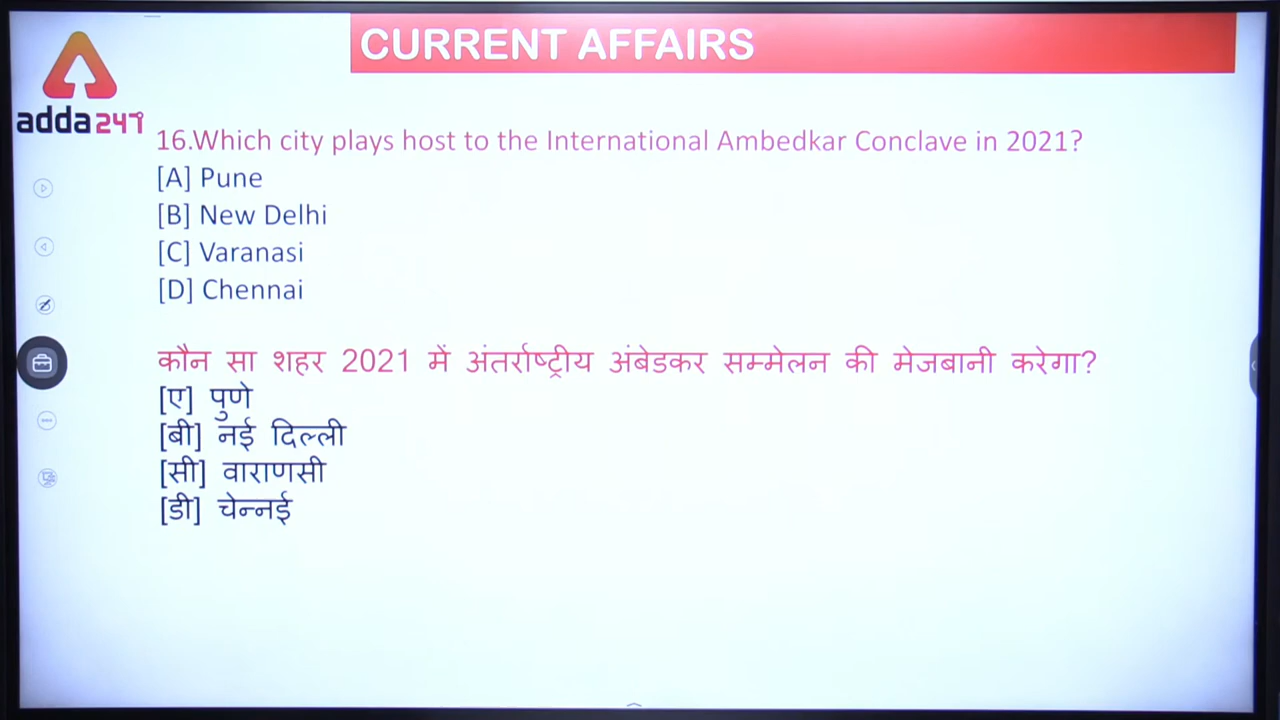 CURRENT AFFAIRS
adda247
16.Which city plays host to the International Ambedkar Conclave in 2021?
[A] Pune
[B] New Delhi
[C] Varanasi
[D] Chennai
कौन सा शहर 2021 में अंतर्राष्ट्रीय अंबेडकर सम्मेलन की मेजबानी करेगा?
[ए] पुणे
[बी] नई दिल्ली
[सी] वाराणसी
[डी] चेन्नई